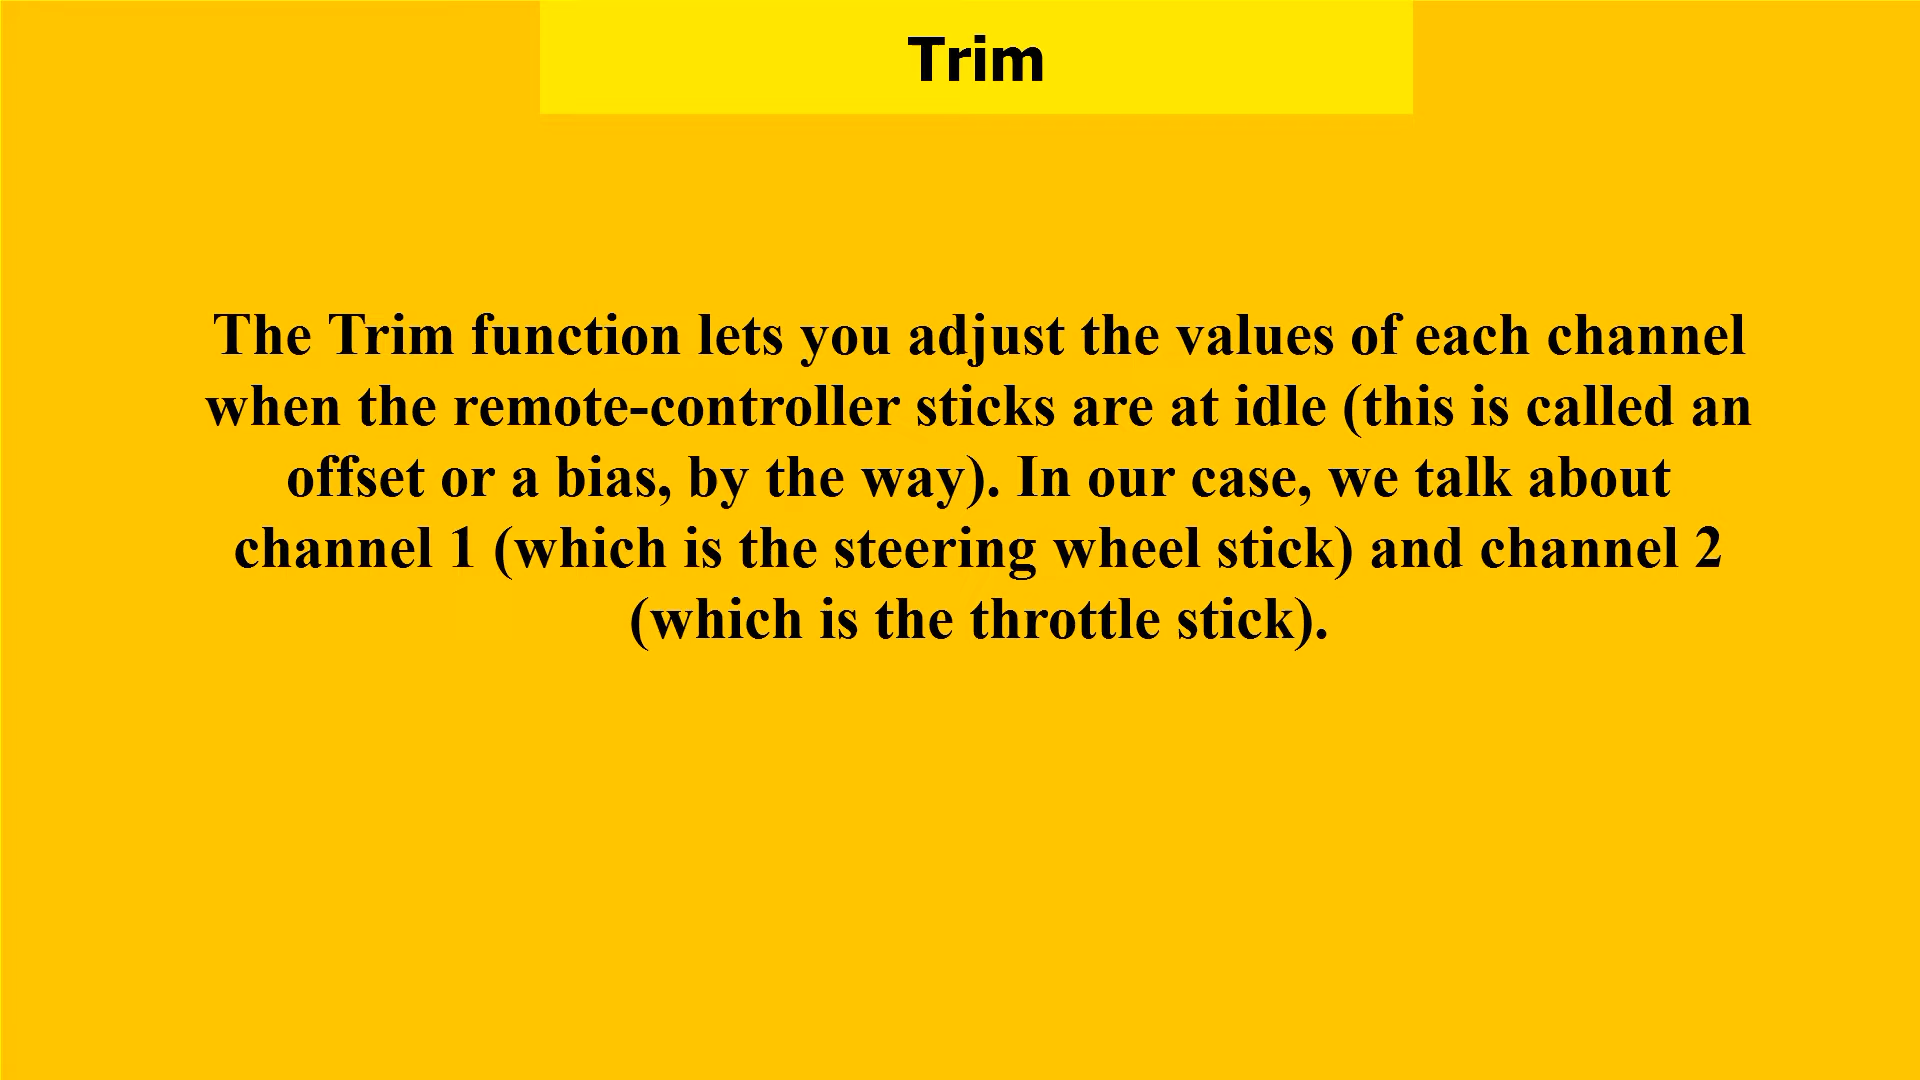 Trim
The Trim function lets you adjust the values of each channel
when the remote-controller sticks are at idle (this is called an
offset or a bias, by the way). In our case, we talk about
channel 1 (which is the steering wheel stick) and channel 2
(which is the throttle stick).